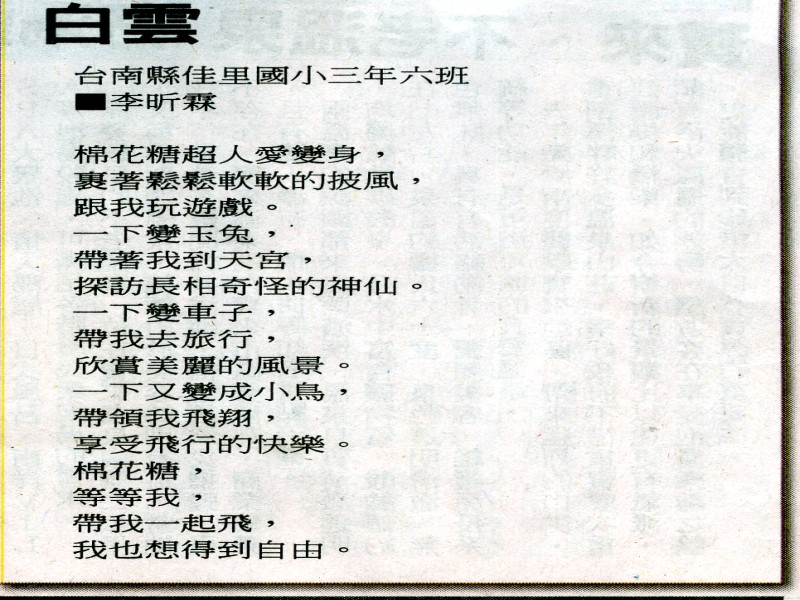 白雲
台南縣佳里國小三年六班
■李昕霖
棉花糖超人愛變身，
裹著鬆鬆軟軟的披風，
跟我玩遊戲。
一下變玉兔，
帶著我到天宮，
探訪長相奇怪的神仙。
一下變車子，
帶我去旅行，
欣賞美麗的風景。
一下又變成小鳥，
帶領我飛翔，
享受飛行的快樂。
棉花糖，
等等我，
帶我一起飛，
我也想得到自由。